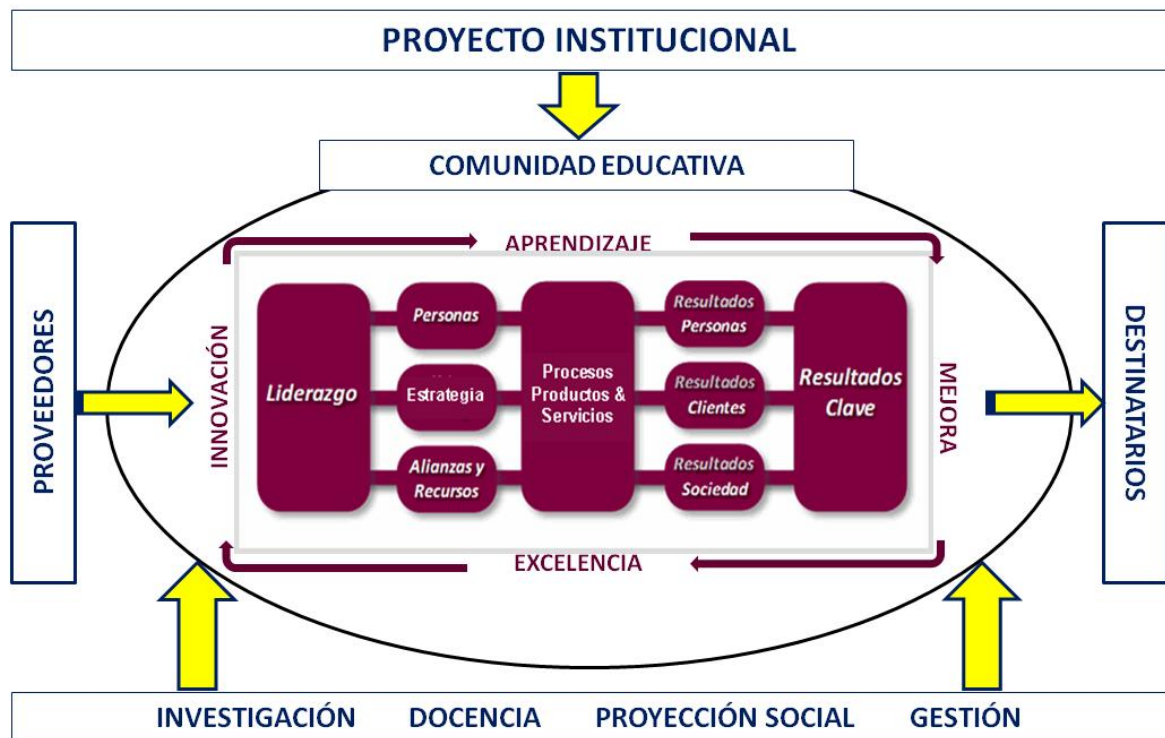 PROYECTO INSTITUCIONAL
COMUNIDAD EDUCATIVA
PROVEEDORES
INNOVACIÓN
APRENDIZAJE
Liderazgo
Personas
Estrategia
Alianzas y
Recursos
Procesos
Productos &
Servicios
Resultados
Personas
Resultados
Clientes
Resultados
Sociedad
Resultados
Clave
MEJORA
EXCELENCIA
DESTINATARIOS
INVESTIGACIÓN DOCENCIA PROYECCIÓN SOCIAL GESTIÓN